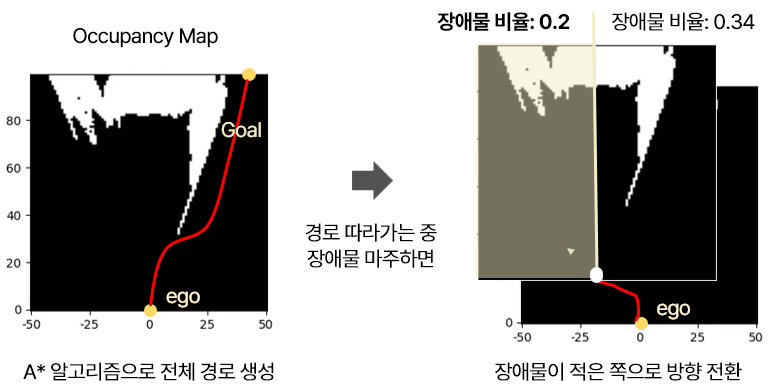 Occupancy Map
80
60
40
20
0
-50
-25
0
25
50
Goal
ego
A* 알고리즘으로 전체 경로 생성
경로 따라가는 중
장애물 마주하면
장애물 비율: 0.2
장애물 비율: 0.34
0
-50
-25
0
25
50
ego
장애물이 적은 쪽으로 방향 전환